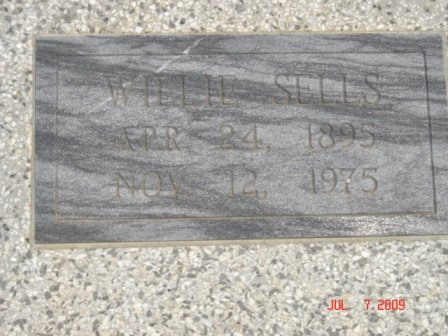 WILLIE SELLS
APR. 24, 1895
NOV. 12, 1975
JUL 7 2009